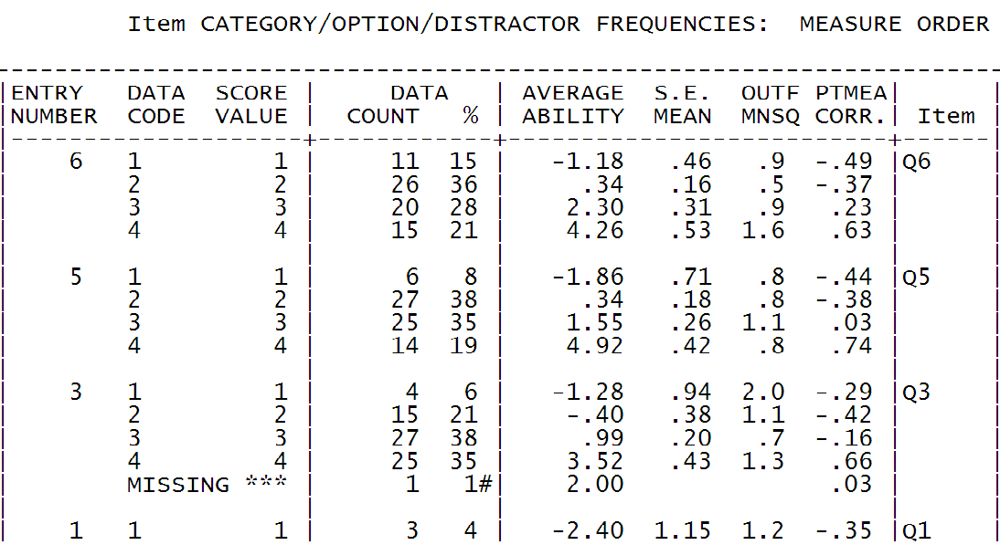 Item CATEGORY/OPTION/DISTRACTOR FREQUENCIES:  MEASURE ORDER
------------------------------------------------------------------
|ENTRY   DATA  SCORE |     DATA   | AVERAGE  S.E.  OUTF PTMEA|      |
|NUMBER  CODE  VALUE |  COUNT   % | ABILITY  MEAN  MNSQ CORR.| Item |
|--------------------+------------+--------------------------+------|
|    6   1         1 |     11  15 |   -1.18   .46    .9  -.49 |Q6    |
|        2         2 |     26  36 |     .34   .16    .5  -.37 |      |
|        3         3 |     20  28 |    2.30   .31    .9   .23 |      |
|        4         4 |     15  21 |    4.26   .53   1.6   .63 |      |
|    5   1         1 |      6   8 |   -1.86   .71    .8  -.44 |Q5    |
|        2         2 |     27  38 |     .34   .18    .8  -.38 |      |
|        3         3 |     25  35 |    1.55   .26   1.1   .03 |      |
|        4         4 |     14  19 |    4.92   .42    .8   .74 |      |
|    3   1         1 |      4   6 |   -1.28   .94   2.0  -.29 |Q3    |
|        2         2 |     15  21 |    -.40   .38   1.1  -.42 |      |
|        3         3 |     27  38 |     .99   .20    .7  -.16 |      |
|        4         4 |     25  35 |    3.52   .43   1.3   .66 |      |
|        MISSING *** |      1   1#|    2.00               .03 |      |
|    1   1         1 |      3   4 |   -2.40  1.15   1.2  -.35 |Q1    |